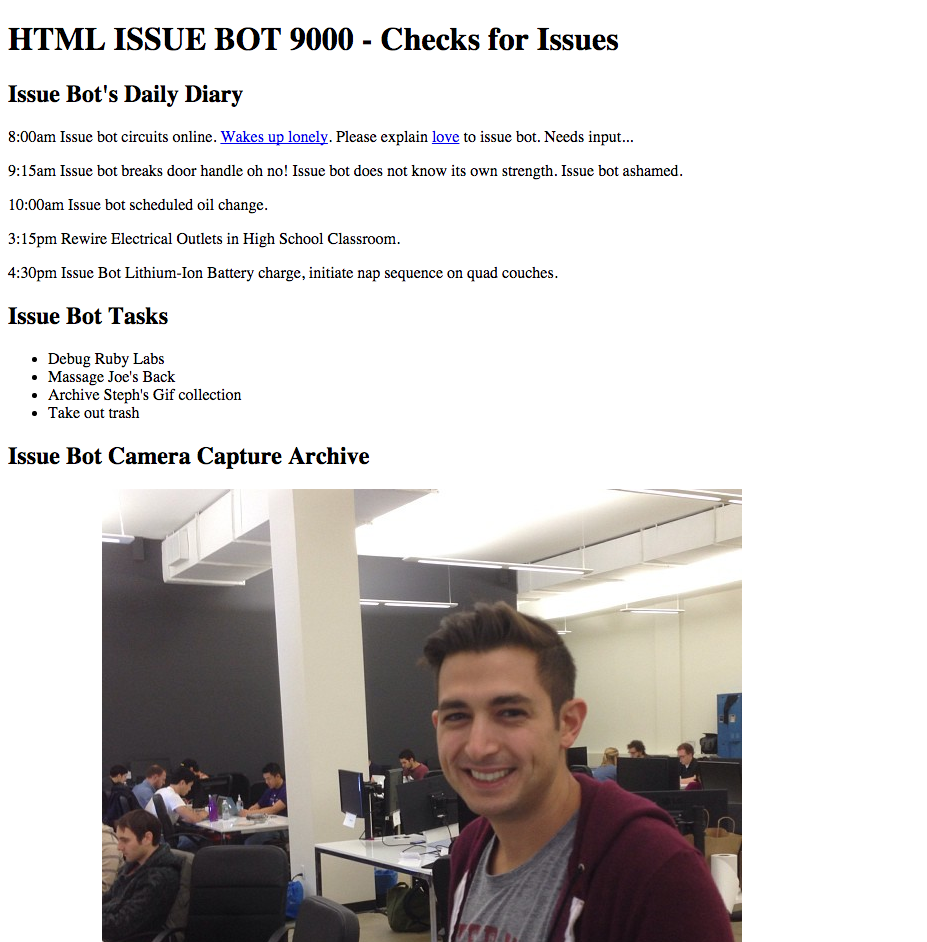 HTML ISSUE BOT 9000 - Checks for Issues
Issue Bot's Daily Diary
8:00am Issue bot circuits online. Wakes up lonely. Please explain love to issue bot. Needs input...
9:15am Issue bot breaks door handle oh no! Issue bot does not know its own strength. Issue bot ashamed.
10:00am Issue bot scheduled oil change.
3:15pm Rewire Electrical Outlets in High School Classroom.
4:30pm Issue Bot Lithium-Ion Battery charge, initiate nap sequence on quad couches.
Issue Bot Tasks
• Debug Ruby Labs
• Massage Joe's Back
• Archive Steph's Gif collection
• Take out trash
Issue Bot Camera Capture Archive